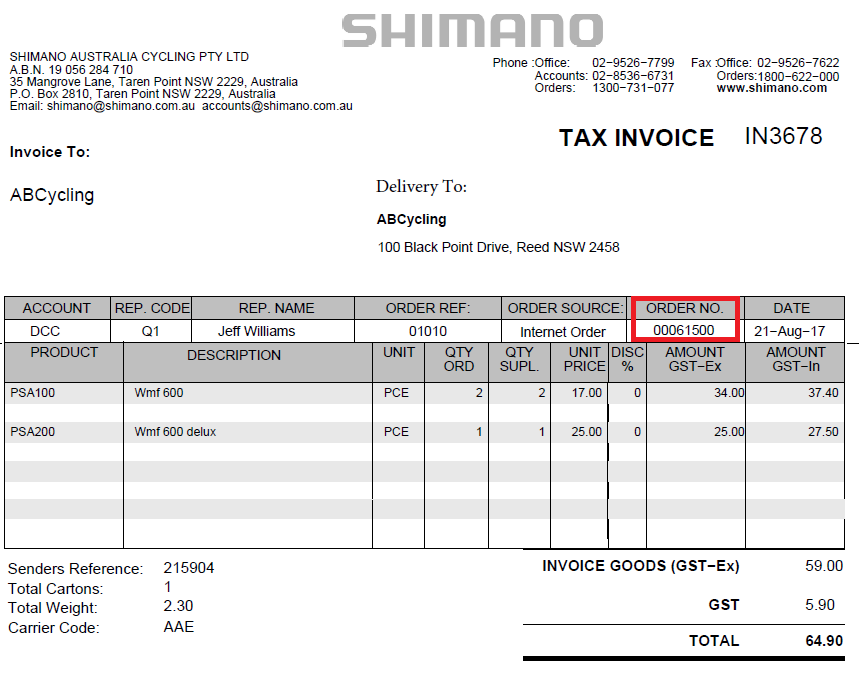 SHIMANO
SHIMANO AUSTRALIA CYCLING PTY LTD
A.B.N. 19 056 284 710
35 Mangrove Lane, Taren Point NSW 2229, Australia
P.O. Box 2810, Taren Point NSW 2229, Australia
Email: shimano@shimano.com.au accounts@shimano.com.au
Phone :Office: 02-9526-7799 Fax :Office: 02-9526-7622
Accounts: 02-8536-6731 Orders:1800-622-000
Orders: 1300-731-077 www.shimano.com
TAX INVOICE IN3678
Invoice To:
ABCycling
Delivery To:
ABCycling
100 Black Point Drive, Reed NSW 2458
ACCOUNT REP. CODE REP. NAME ORDER REF: ORDER SOURCE: ORDER NO. DATE
DCC Q1 Jeff Williams 01010 Internet Order 00061500 21-Aug-17
PRODUCT DESCRIPTION UNIT QTY ORD QTY SUPL. UNIT PRICE DISC % AMOUNT GST-Ex AMOUNT GST-In
PSA100 Wmf 600 PCE 2 2 17.00 0 34.00 37.40
PSA200 Wmf 600 delux PCE 1 1 25.00 0 25.00 27.50
Senders Reference: 215904
Total Cartons: 1
Total Weight: 2.30
Carrier Code: AAE
INVOICE GOODS (GST-Ex) 59.00
GST 5.90
TOTAL 64.90